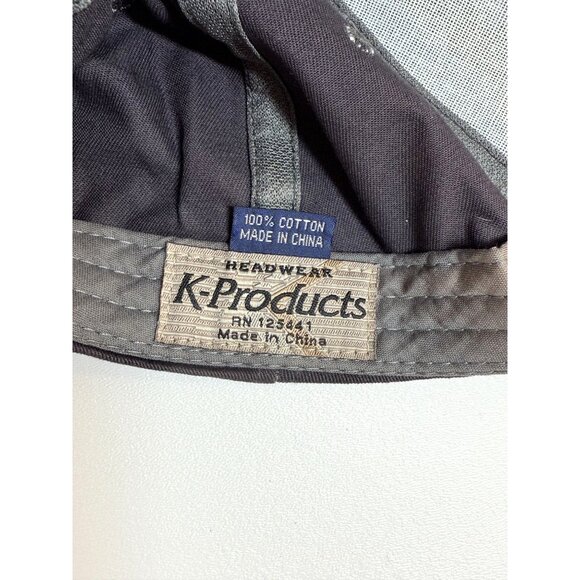 100% COTTON
MADE IN CHINA
HEADWEAR
K-Products
RN 125441
Made in China